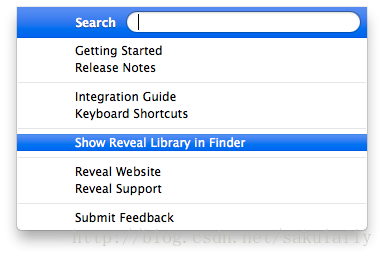 Search
Getting Started
Release Notes
Integration Guide
Keyboard Shortcuts
Show Reveal Library in Finder
Reveal Website
Reveal Support
Submit Feedback
http://blog.csdn.net/sakulafly